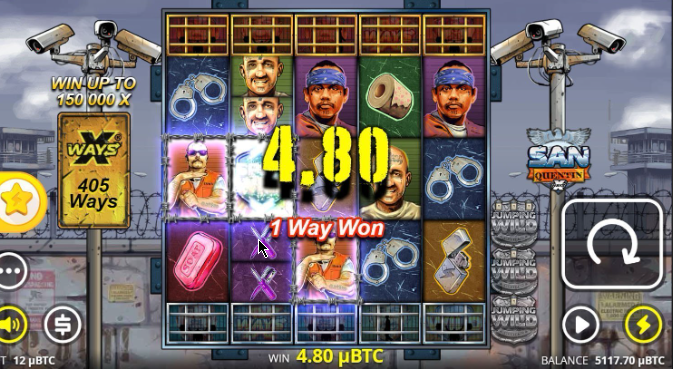 WIN UP TO
150 000 X
X
WAYS®
405
Ways
4.80
1 Way Won
SOAP
SAN
QUENTIN
JUMPING
WILD
JUMPING
WILD
JUMPING
WILD
T 12 µBTC
WIN 4.80 µBTC
BALANCE 5117.70 µBTC